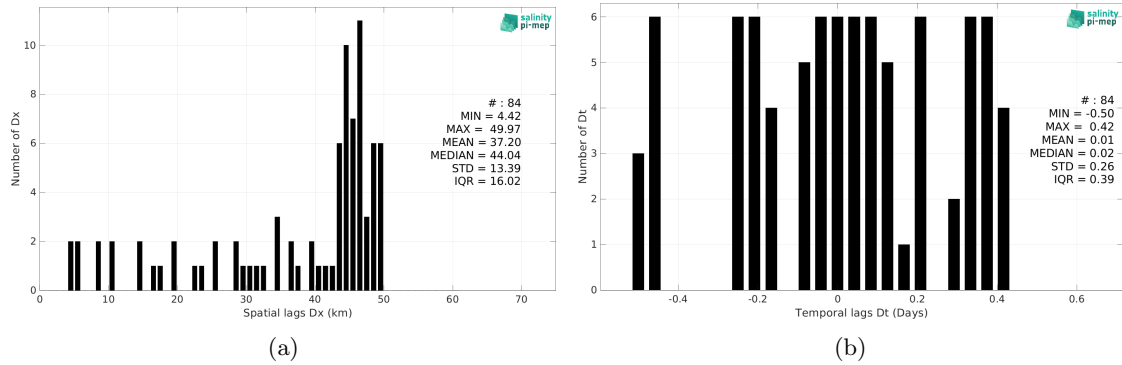 salinity
pi-mep
10
8
6
4
2
0
Number of Dx
# : 84
MIN = 4.42
MAX = 49.97
MEAN = 37.20
MEDIAN = 44.04
STD = 13.39
IQR = 16.02
0 10 20 30 40 50 60 70
Spatial lags Dx (km)
(a)
salinity
pi-mep
6
5
4
3
2
1
0
Number of Dt
# : 84
MIN = -0.50
MAX = 0.42
MEAN = 0.01
MEDIAN = 0.02
STD = 0.26
IQR = 0.39
-0.4 -0.2 0 0.2 0.4 0.6
Temporal lags Dt (Days)
(b)